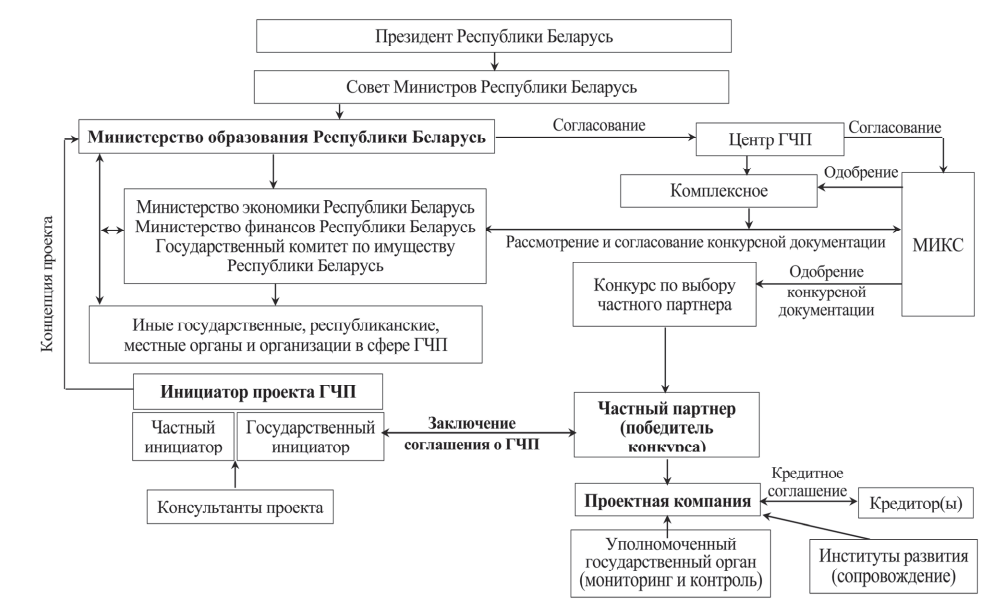 Президент Республики Беларусь
Совет Министров Республики Беларусь
Министерство образования Республики Беларусь
Согласование
Центр ГЧП
Согласование
Комплексное
Одобрение
МИКС
Министерство экономики Республики Беларусь
Министерство финансов Республики Беларусь
Государственный комитет по имуществу
Республики Беларусь
Рассмотрение и согласование конкурсной документации
Концепция проекта
Конкурс по выбору
частного партнера
Одобрение
конкурсной
документации
Иные государственные, республиканские,
местные органы и организации в сфере ГЧП
Инициатор проекта ГЧП
Частный
инициатор
Государственный
инициатор
Заключение
соглашения о ГЧП
Частный партнер
(победитель
конкурса)
Консультанты проекта
Проектная компания
Кредитное
соглашение
Кредитор(ы)
Уполномоченный
государственный орган
(мониторинг и контроль)
Институты развития
(сопровождение)